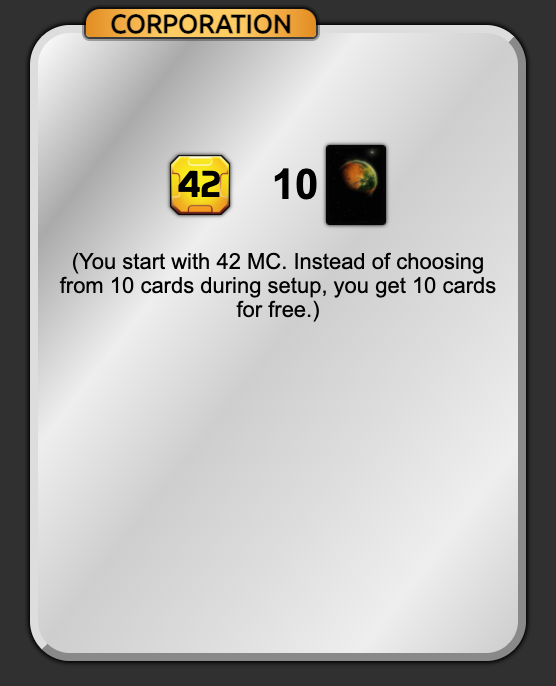 CORPORATION
42 10
(You start with 42 MC. Instead of choosing
from 10 cards during setup, you get 10 cards
for free.)